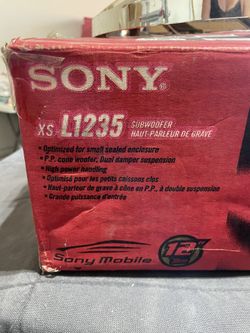 SONY®
XS-L1235 SUBWOOFER
HAUT-PARLEUR DE GRAVE
• Optimized for small sealed enclosure
• P.P. cone woofer, Dual damper suspension
• High power handling
• Optimisé pour les petits caissons clos
• Haut-parleur de grave à cône en P.P., à double suspension
• Grande puissance d'entrée
Sony Mobile
12"